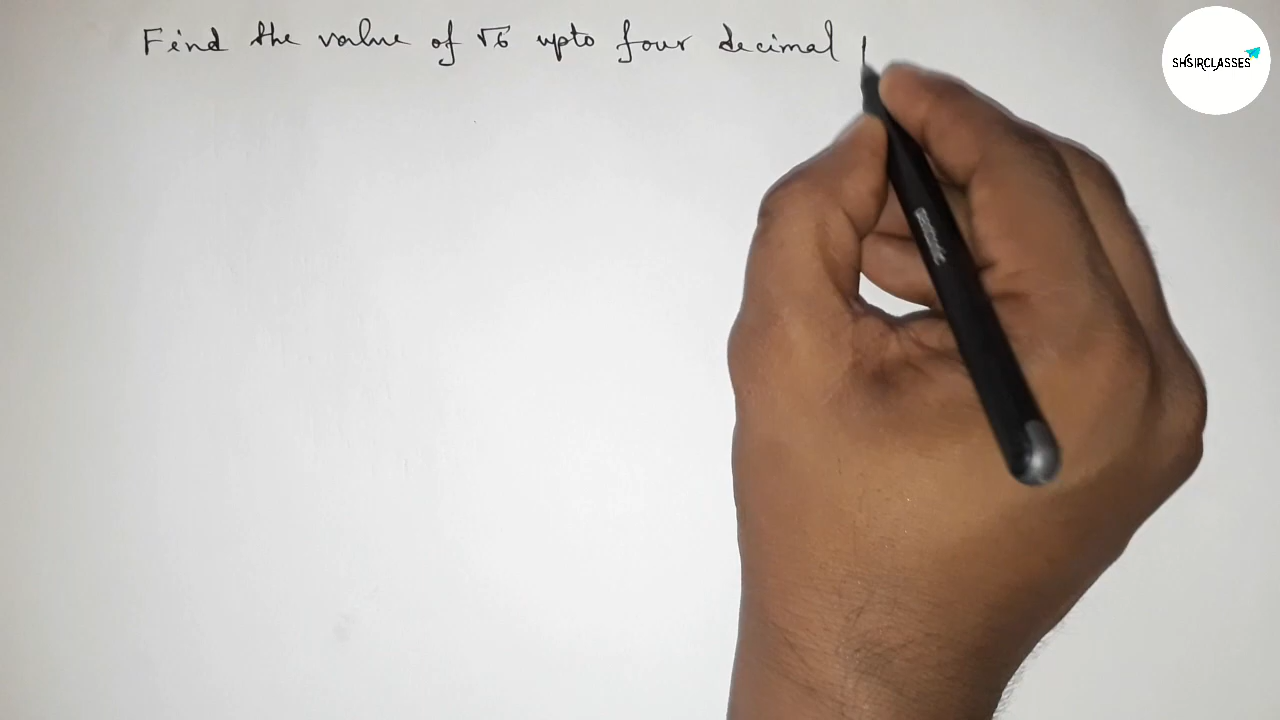 Find the value of √6 upto four decimal
SHSIRCLASSES